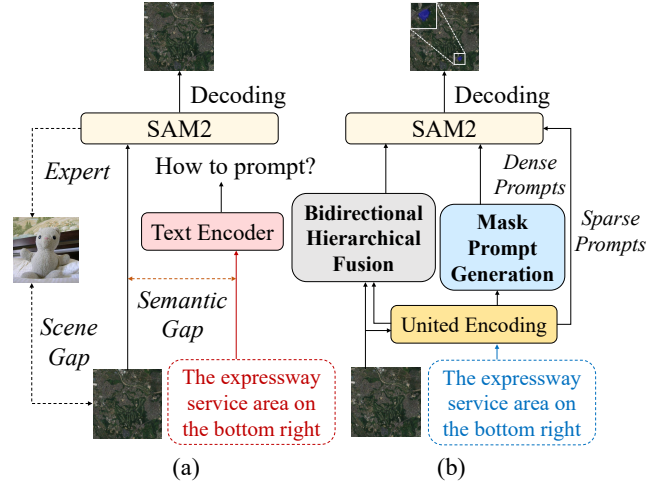 Decoding
SAM2
Expert
How to prompt?
Text Encoder
Semantic
Gap
Scene
Gap
The expressway
service area on
the bottom right
(a)
Decoding
SAM2
Dense
Prompts
Sparse
Prompts
Bidirectional
Hierarchical
Fusion
Mask
Prompt
Generation
United Encoding
The expressway
service area on
the bottom right
(b)